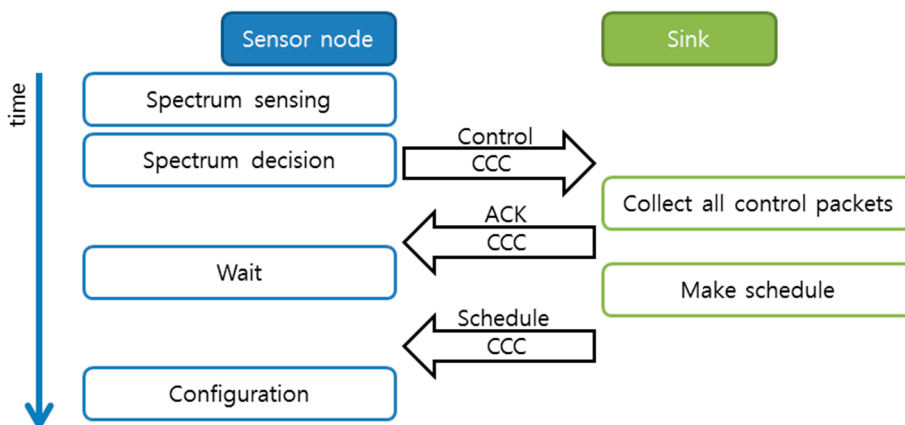 Sensor node
Sink
time
Spectrum sensing
Spectrum decision
Control
CCC
Collect all control packets
ACK
CCC
Wait
Make schedule
Schedule
CCC
Configuration